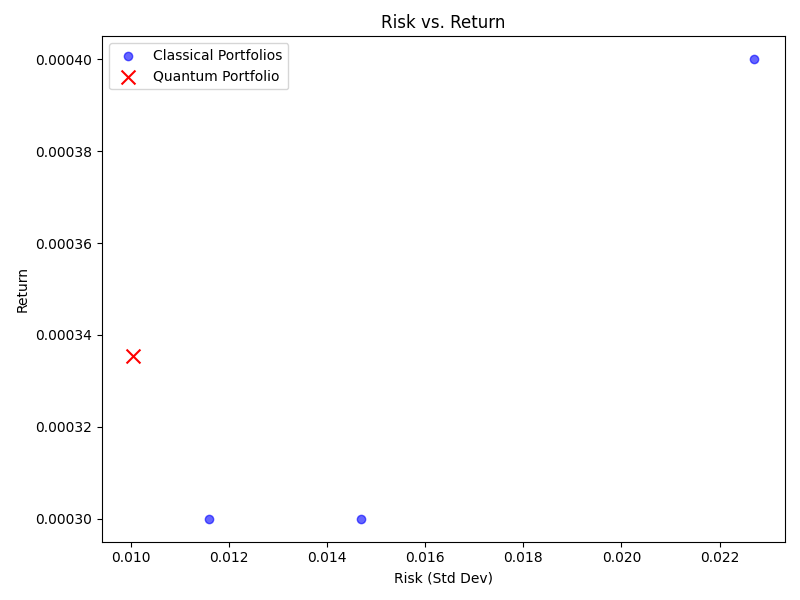 Risk vs. Return
Classical Portfolios
Quantum Portfolio
Return
0.00040
0.00038
0.00036
0.00034
0.00032
0.00030
0.010 0.012 0.014 0.016 0.018 0.020 0.022
Risk (Std Dev)